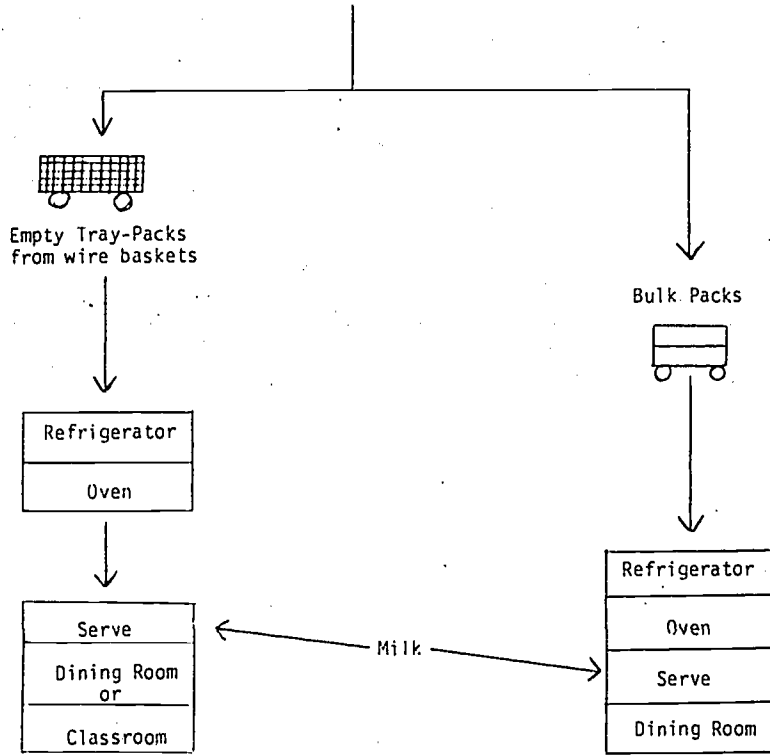 Empty Tray-Packs
from wire baskets
Bulk Packs
Refrigerator
Oven
Serve
Dining Room
or
Classroom
Milk
Refrigerator
Oven
Serve
Dining Room